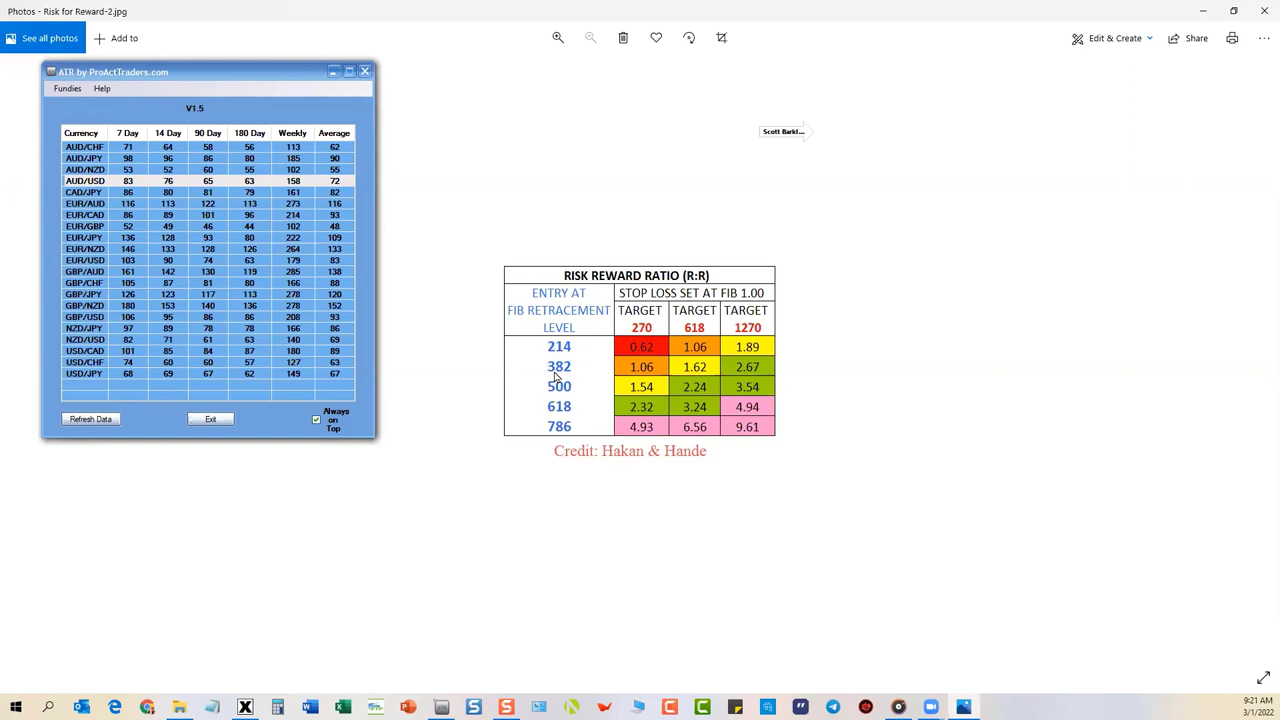 Photos - Risk for Reward-2.jpg
See all photos
Add to
Edit & Create
Share
ATR by ProActTraders.com
Fundies Help
V1.5
Currency 7 Day 14 Day 90 Day 180 Day Weekly Average
AUD/CHF 71 64 58 56 113 62
AUD/JPY 98 96 86 80 185 90
AUD/NZD 53 52 60 55 102 55
AUD/USD 83 76 65 63 158 72
CAD/JPY 86 80 81 79 161 82
EUR/AUD 116 113 122 113 273 116
EUR/CAD 86 89 101 96 214 93
EUR/GBP 52 49 46 44 102 48
EUR/JPY 136 128 93 80 222 109
EUR/NZD 146 133 128 126 264 133
EUR/USD 103 90 74 63 179 83
GBP/AUD 161 142 130 119 285 138
GBP/CHF 105 87 81 80 166 88
GBP/JPY 126 123 117 113 278 120
GBP/NZD 180 153 140 136 278 152
GBP/USD 106 95 86 86 208 93
NZD/JPY 97 89 78 78 166 86
NZD/USD 82 71 61 63 140 69
USD/CAD 101 85 84 87 180 89
USD/CHF 74 60 60 57 127 63
USD/JPY 68 69 67 62 149 67
Refresh Data
Exit
Always
on
Top
Scott Barkl...
RISK REWARD RATIO (R:R)
ENTRY AT
FIB RETRACEMENT
LEVEL
STOP LOSS SET AT FIB 1.00
TARGET TARGET TARGET
270 618 1270
214 0.62 1.06 1.89
382 1.06 1.62 2.67
500 1.54 2.24 3.54
618 2.32 3.24 4.94
786 4.93 6.56 9.61
Credit: Hakan & Hande
9:21 AM
3/1/2022